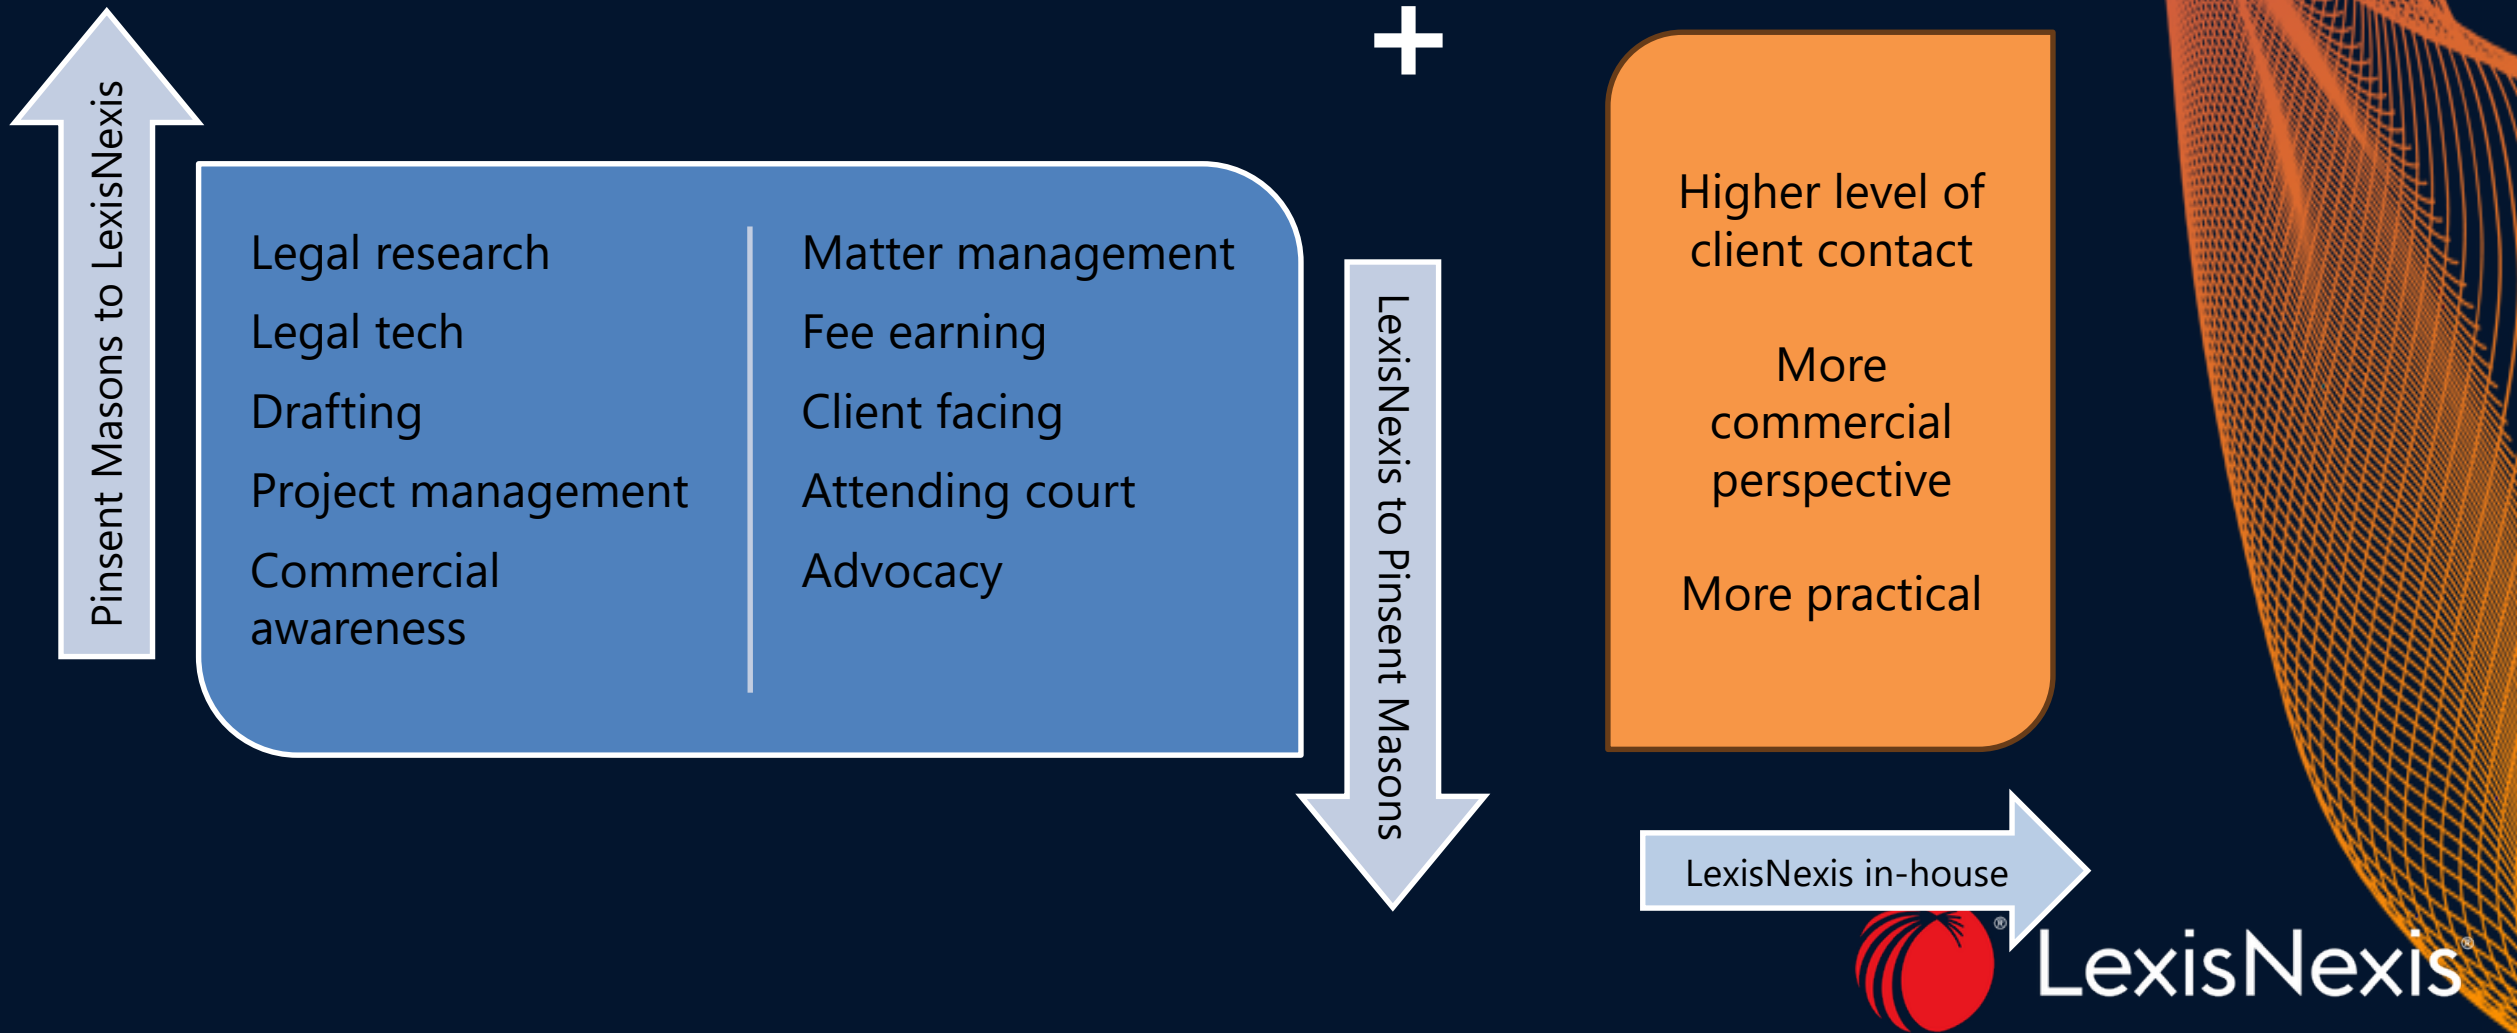 Pinsent Masons to LexisNexis
Legal research
Legal tech
Drafting
Project management
Commercial
awareness
Matter management
Fee earning
Client facing
Attending court
Advocacy
LexisNexis to Pinsent Masons
+
Higher level of
client contact
More
commercial
perspective
More practical
LexisNexis in-house
® LexisNexis®